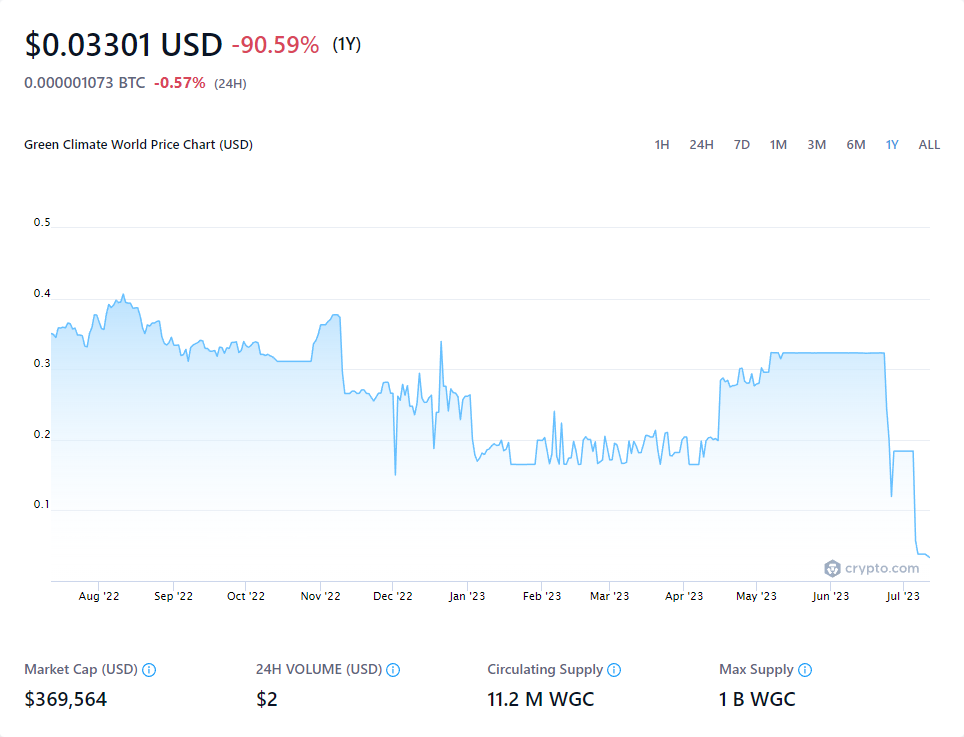 $0.03301 USD -90.59% (1Y)
0.000001073 BTC -0.57% (24H)
Green Climate World Price Chart (USD) 1H 24H 7D 1M 3M 6M 1Y ALL
0.5
0.4
0.3
0.2
0.1
crypto.com
Aug '22 Sep '22 Oct '22 Nov '22 Dec '22 Jan '23 Feb '23 Mar '23 Apr '23 May '23 Jun '23 Jul '23
Market Cap (USD) 24H VOLUME (USD) Circulating Supply Max Supply
$369,564 $2 11.2 M WGC 1 B WGC